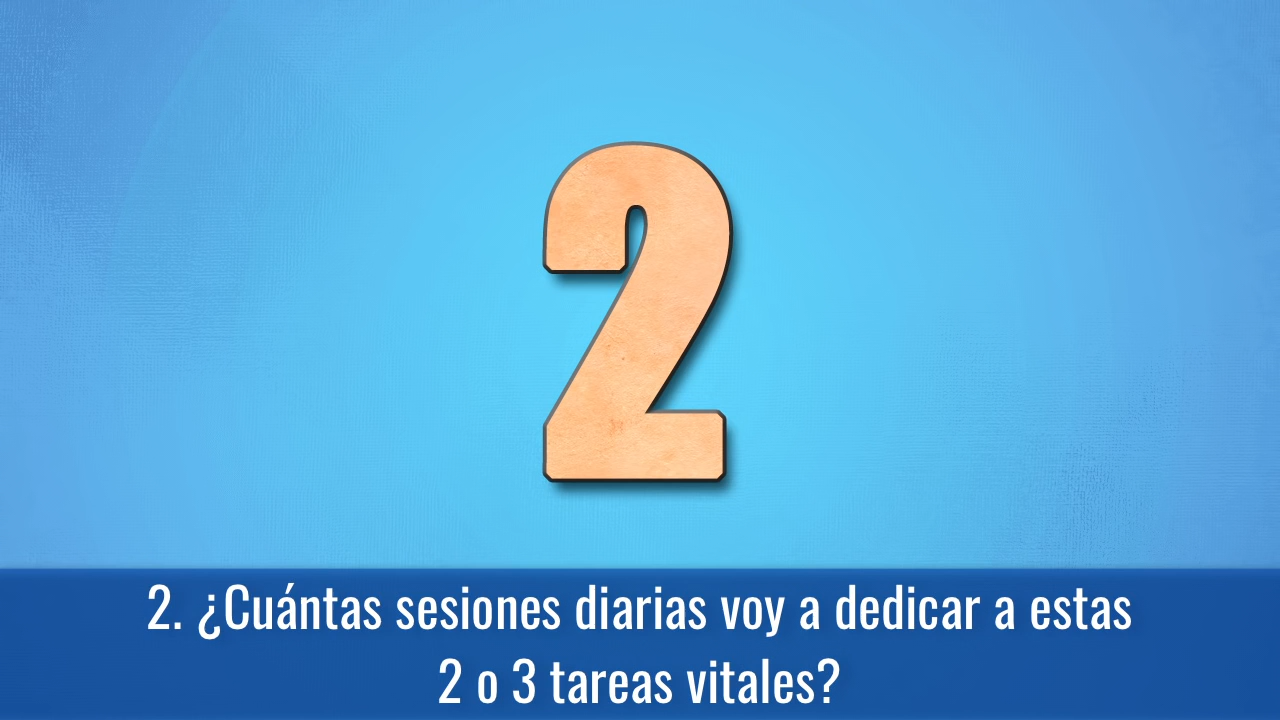 2
2. ¿Cuántas sesiones diarias voy a dedicar a estas
2 o 3 tareas vitales?